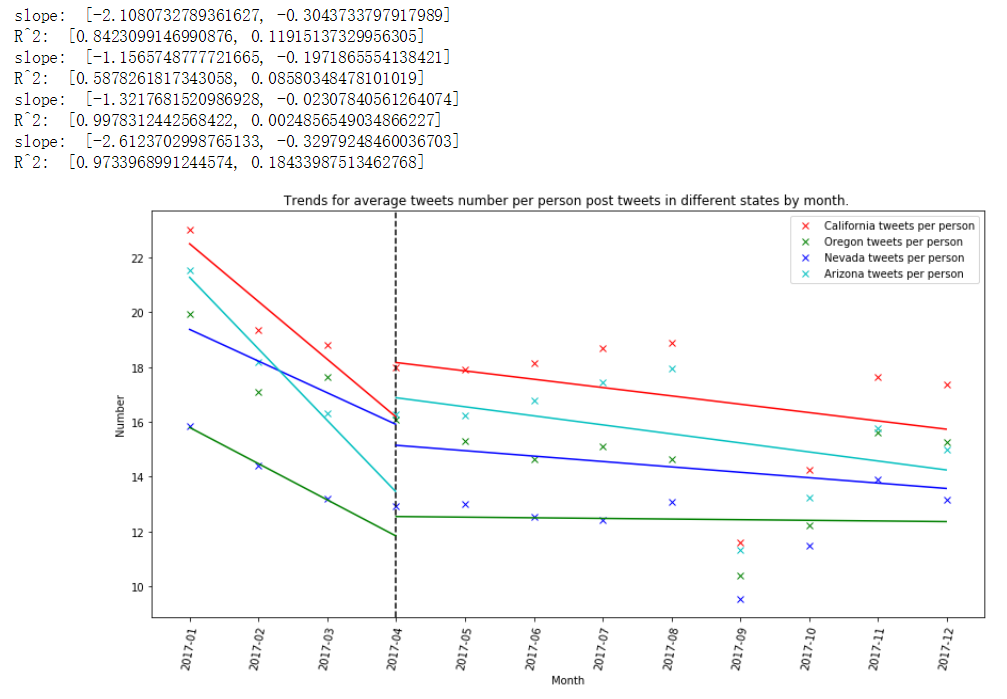 slope:  [-2.1080732789361627, -0.3043733797917989]
R^2:  [0.8423099146990876, 0.11915137329956305]
slope:  [-1.1565748777721665, -0.1971865554138421]
R^2:  [0.5878261817343058, 0.08580348478101019]
slope:  [-1.3217681520986928, -0.02307840561264074]
R^2:  [0.9978312442568422, 0.0024856549034866227]
slope:  [-2.6123702998765133, -0.32979248460036703]
R^2:  [0.9733968991244574, 0.18433987513462768]
Trends for average tweets number per person post tweets in different states by month.
California tweets per person
Oregon tweets per person
Nevada tweets per person
Arizona tweets per person
Number
22
20
18
16
14
12
10
2017-01
2017-02
2017-03
2017-04
2017-05
2017-06
2017-07
2017-08
2017-09
2017-10
2017-11
2017-12
Month